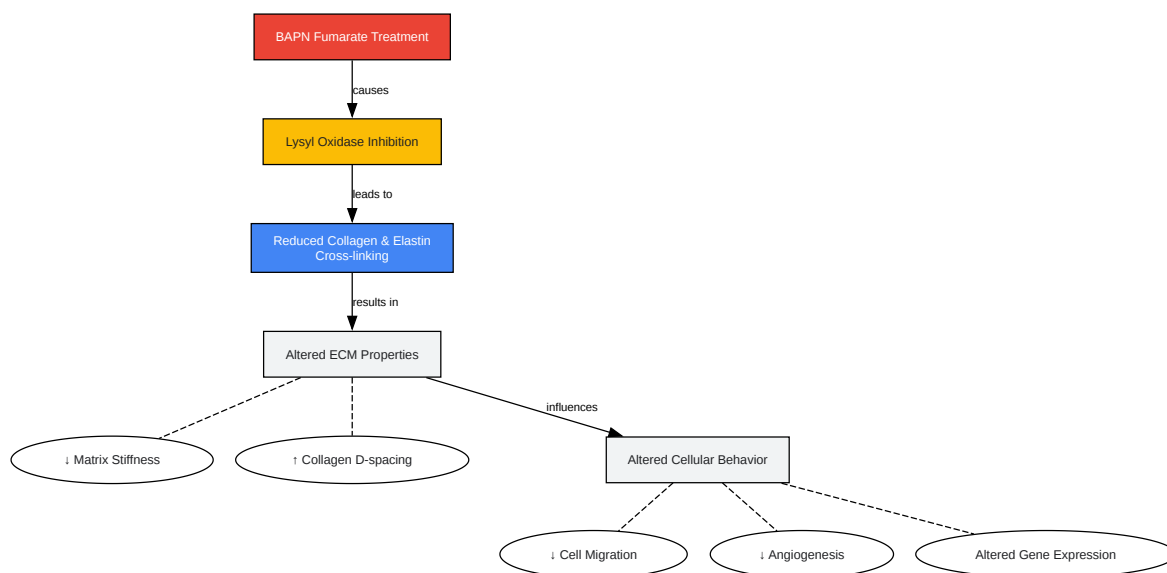 BAPN Fumarate Treatment
causes
Lysyl Oxidase Inhibition
leads to
Reduced Collagen & Elastin
Cross-linking
results in
Altered ECM Properties
influences
↓ Matrix Stiffness
↑ Collagen D-spacing
Altered Cellular Behavior
↓ Cell Migration
↓ Angiogenesis
Altered Gene Expression